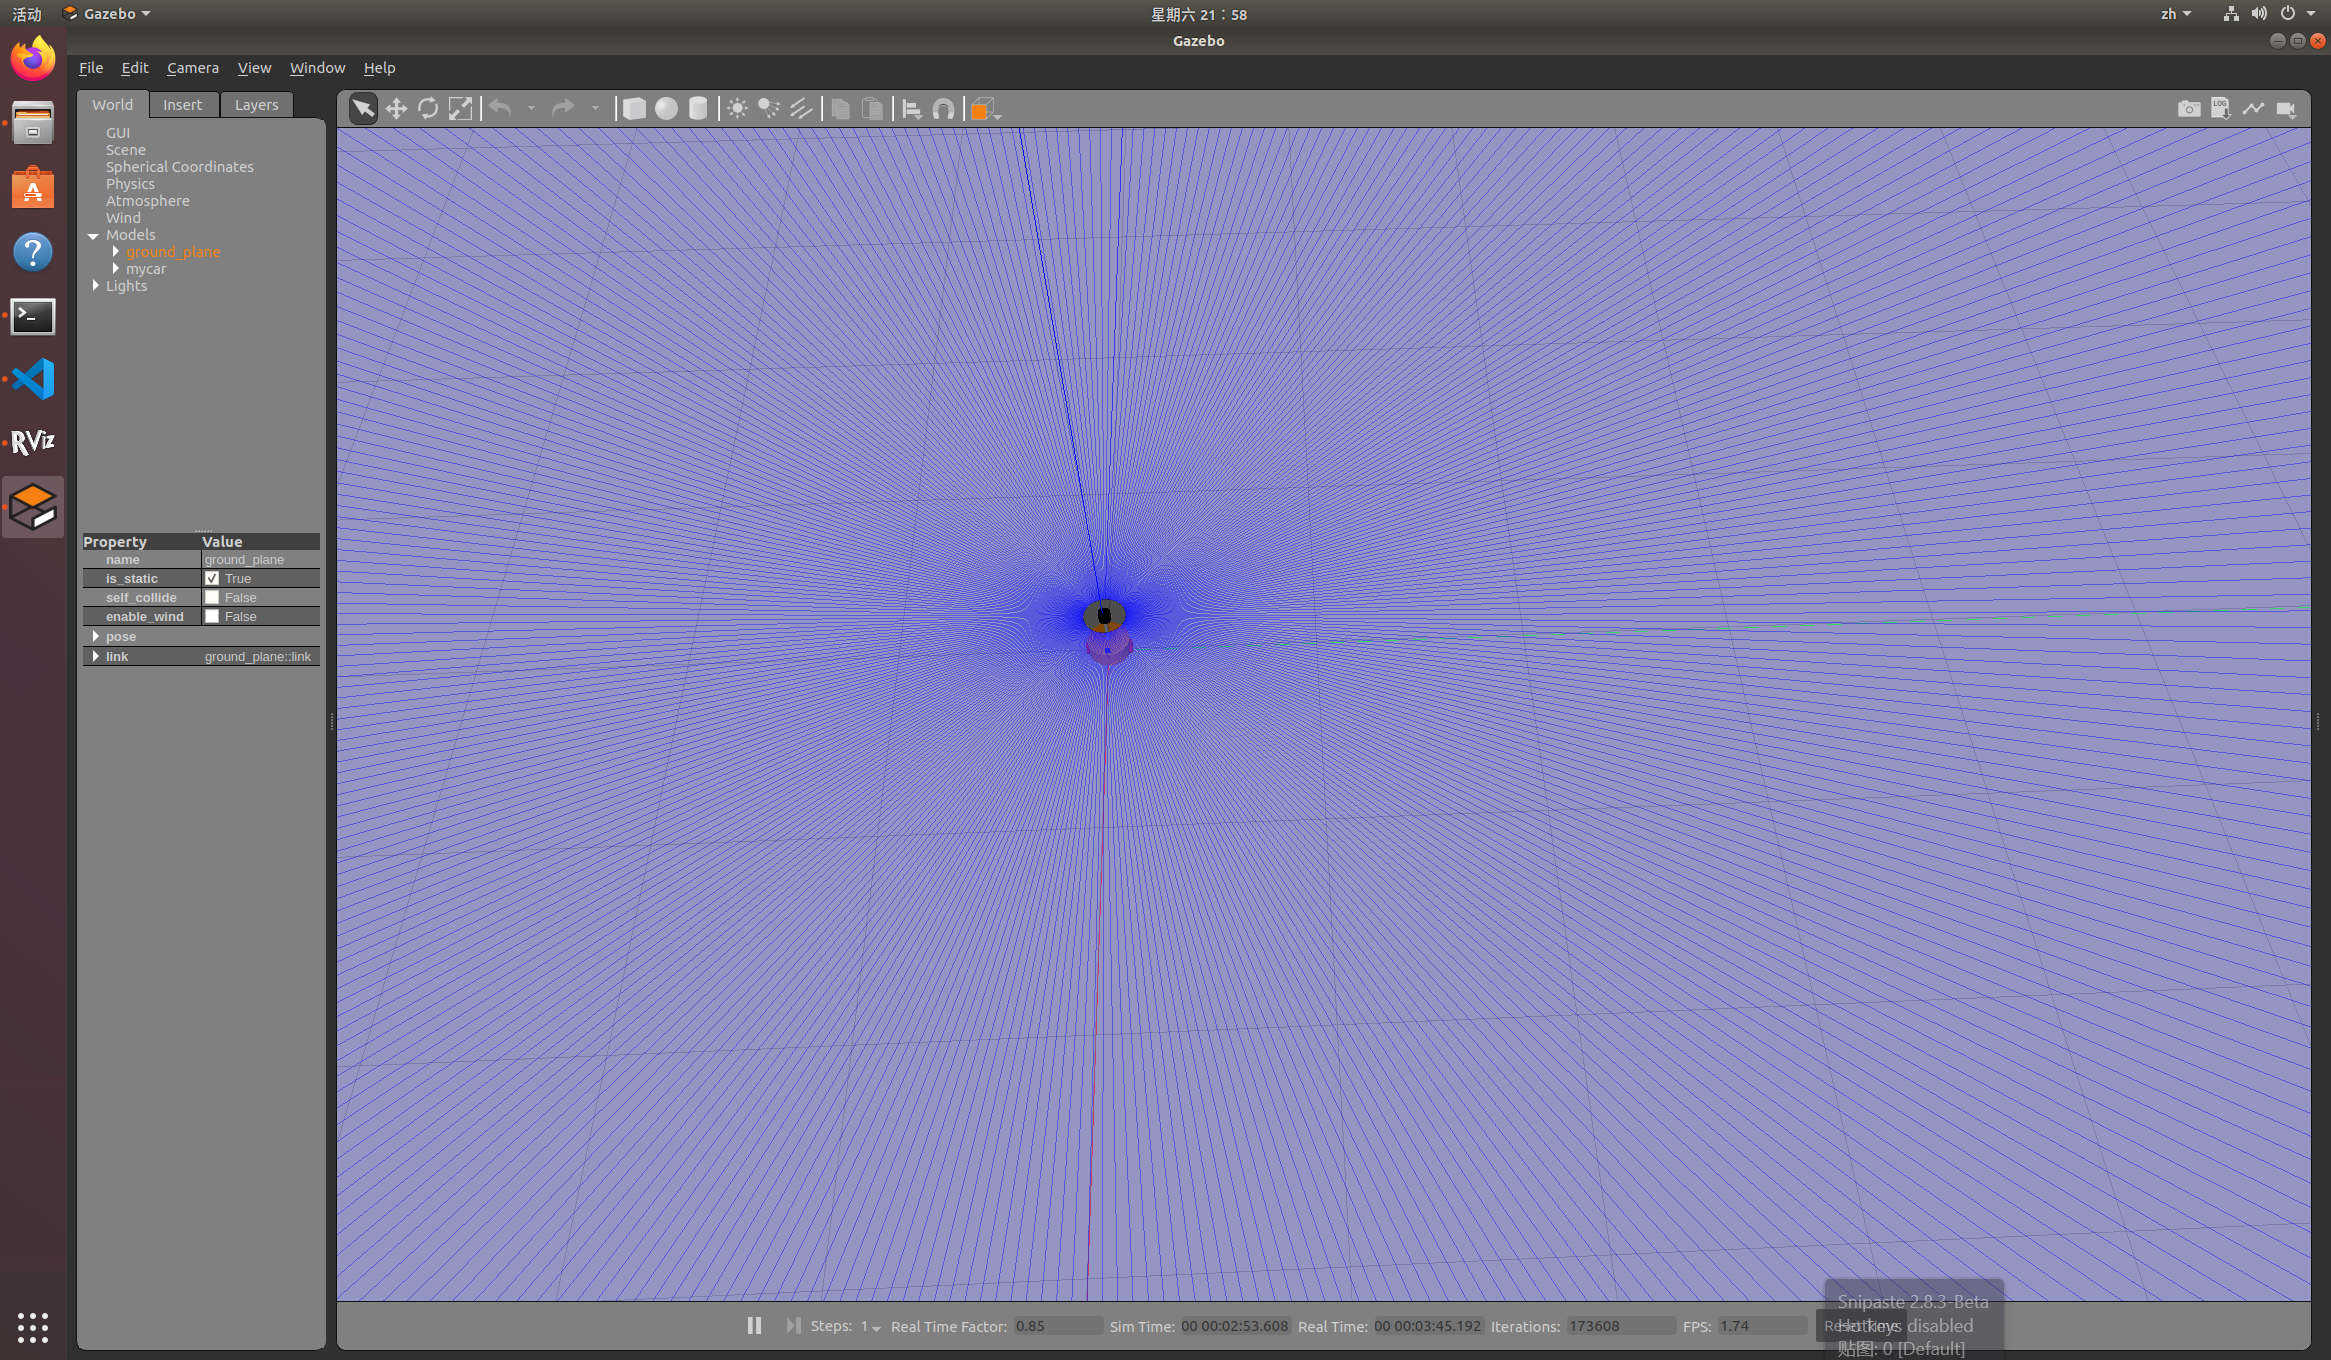 活动 Gazebo 星期六 21：58 zh
Gazebo
File Edit Camera View Window Help
World Insert Layers
GUI
Scene
Spherical Coordinates
Physics
Atmosphere
Wind
Models
ground_plane
mycar
Lights
LOG
RViz
Property Value
name ground_plane
is_static True
self_collide False
enable_wind False
pose
link ground_plane::link
Steps: 1 Real Time Factor: 0.85 Sim Time: 00 00:02:53.608 Real Time: 00 00:03:45.192 Iterations: 173608 FPS: 1.74
Snipaste 2.8.3-Beta
Hotkeys disabled
贴图: 0 [Default]